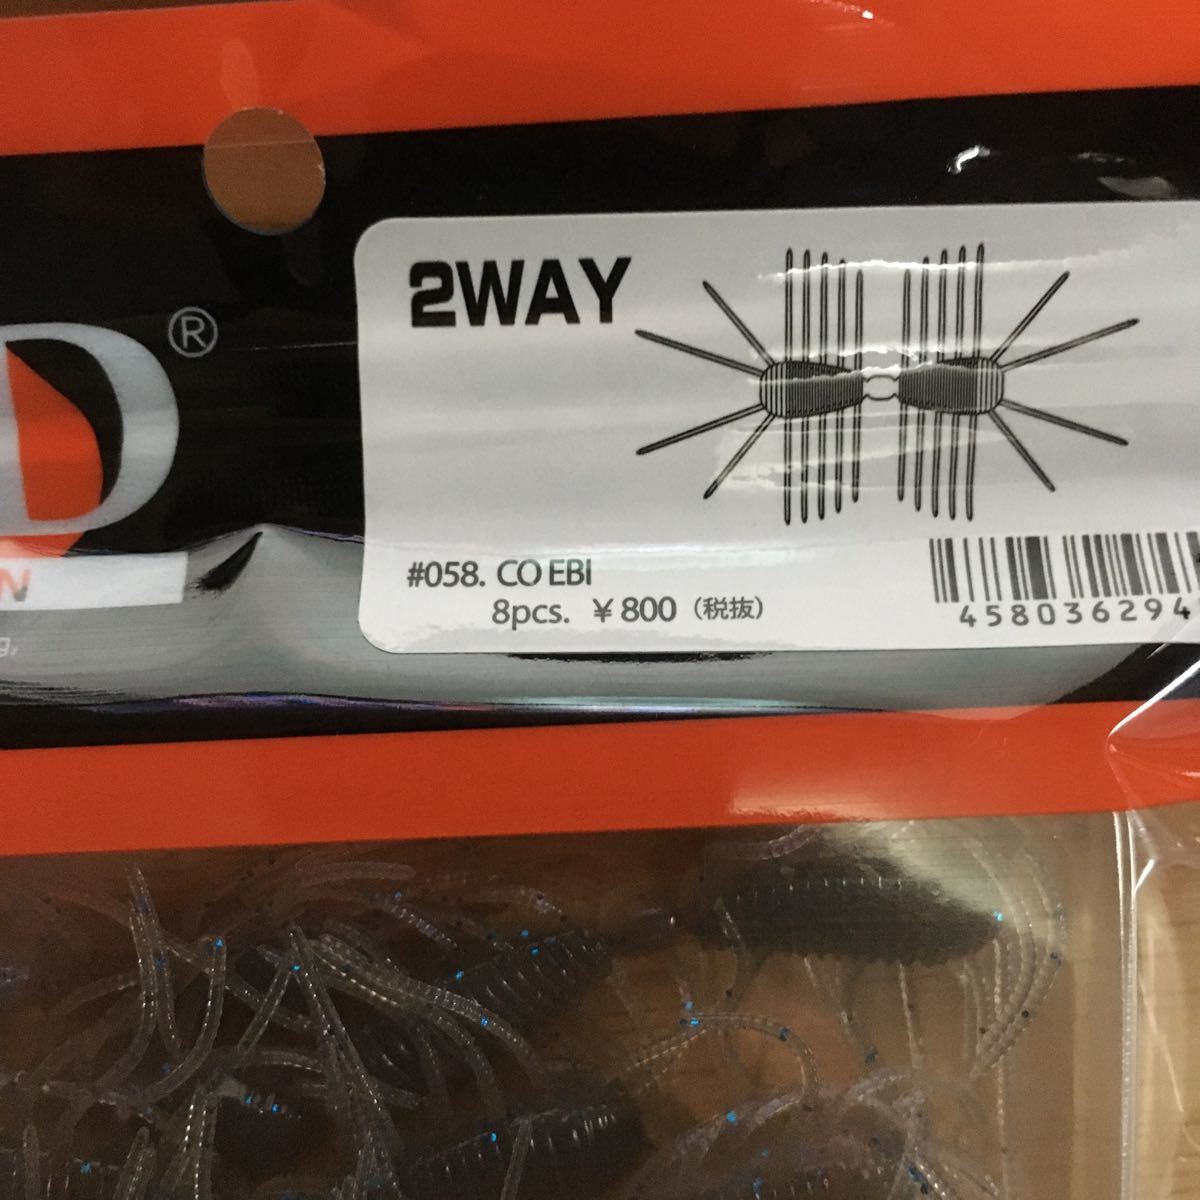 2WAY
®
#058. CO EBI
8pcs. ¥800 (税抜)
458036294